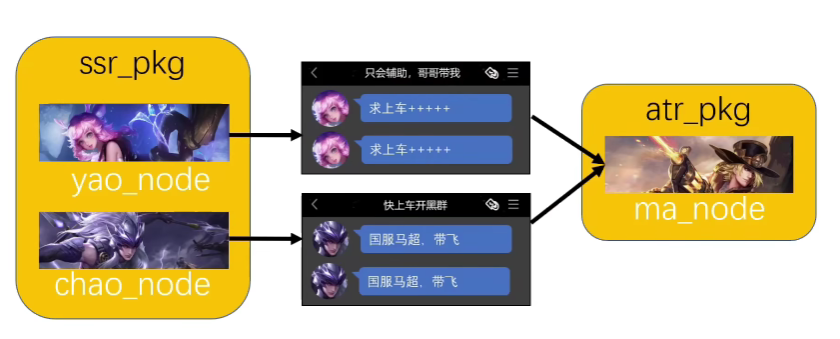 ssr_pkg
yao_node
chao_node
只会辅助，哥哥带我
求上车+++++
求上车+++++
快上车开黑群
国服马超，带飞
国服马超，带飞
atr_pkg
ma_node